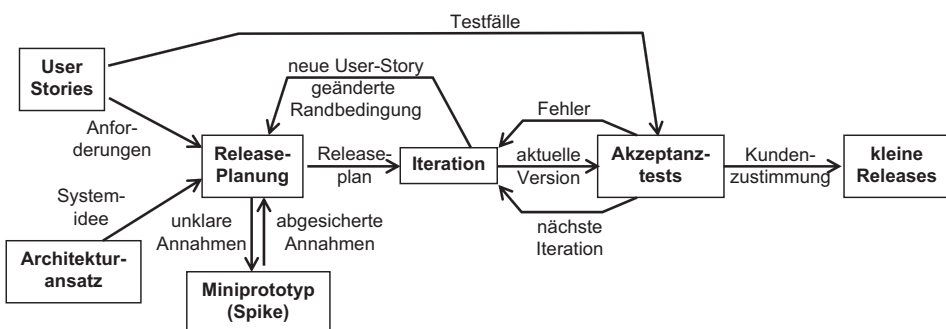 Testfälle
User
Stories
neue User-Story
geänderte
Randbedingung
Fehler
Anfor-
derungen
Release-
Planung
Release-
plan
Iteration
aktuelle
Version
Akzeptanz-
tests
Kunden-
zustimmung
kleine
Releases
System-
idee
unklare
Annahmen
abgesicherte
Annahmen
nächste
Iteration
Architektur-
ansatz
Miniprototyp
(Spike)